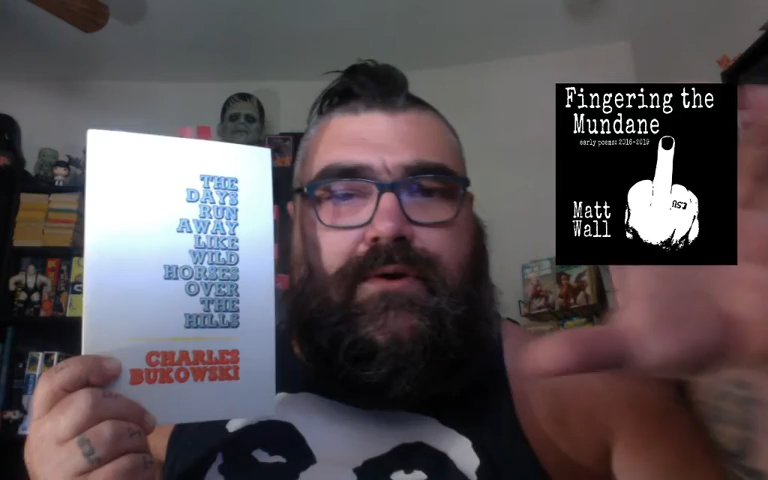 THE
DAYS
RUN
AWAY
LIKE
WILD
HORSES
OVER
THE
HILLS
CHARLES
BUKOWSKI
Fingering the
Mundane
early poems: 2016-2019
Matt
Wall